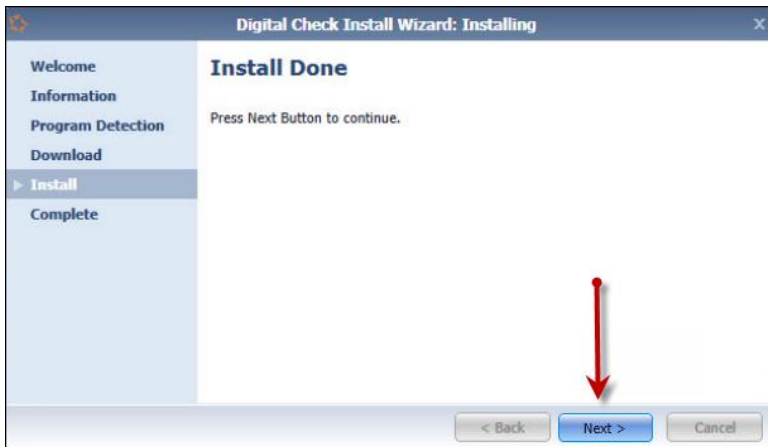 Digital Check Install Wizard: Installing
X
Welcome
Information
Program Detection
Download
Install
Complete
Install Done
Press Next Button to continue.
< Back
Next >
Cancel